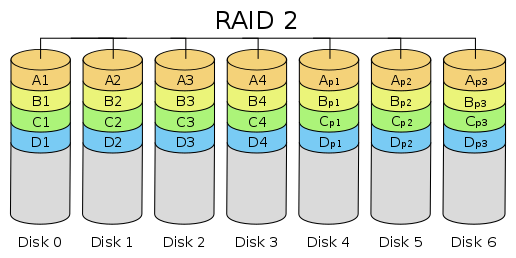 RAID 2
A1 A2 A3 A4 Ap1 Ap2 Ap3
B1 B2 B3 B4 Bp1 Bp2 Bp3
C1 C2 C3 C4 Cp1 Cp2 Cp3
D1 D2 D3 D4 Dp1 Dp2 Dp3
Disk 0 Disk 1 Disk 2 Disk 3 Disk 4 Disk 5 Disk 6